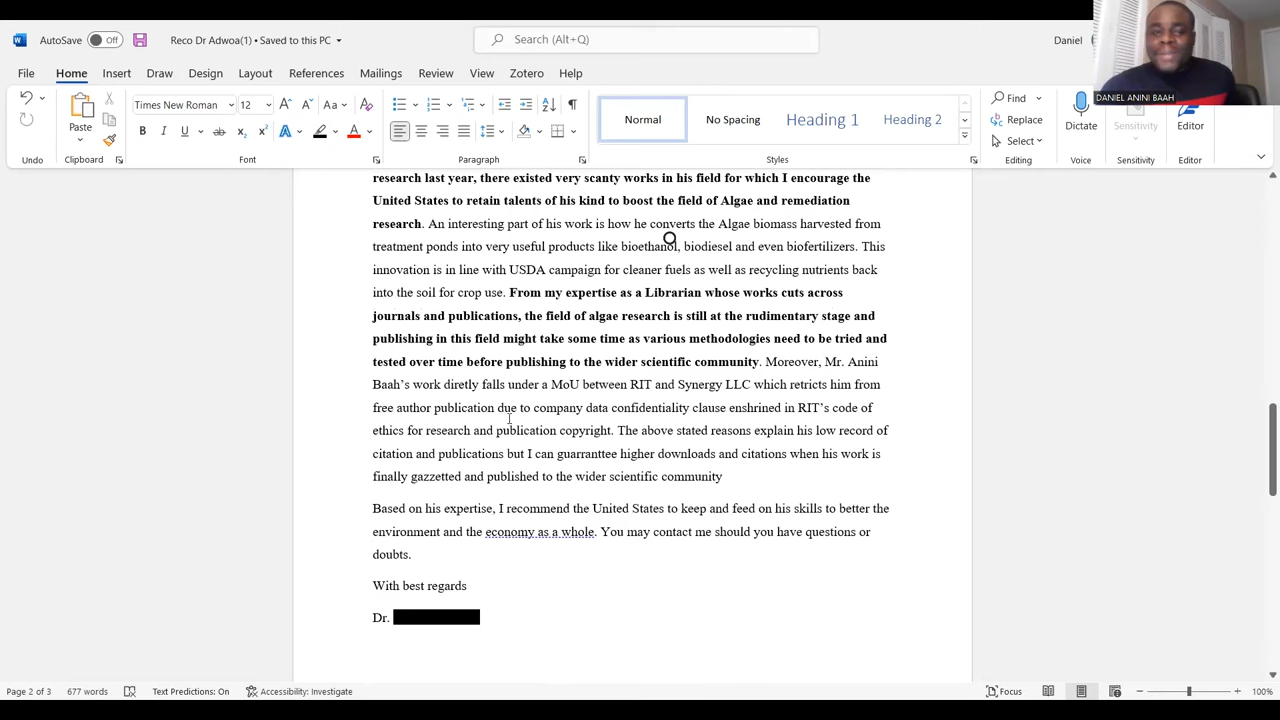 AutoSave Off Reco Dr Adwoa(1) • Saved to this PC Search (Alt+Q) Daniel
DANIEL ANINI BAAH
File Home Insert Draw Design Layout References Mailings Review View Zotero Help
Times New Roman 12 Aa Normal No Spacing Heading 1 Heading 2 Find
Paste Replace Dictate Sensitivity Editor
B I U ab x₂ x² A A Select
Undo Clipboard Font Paragraph Styles Editing Voice Sensitivity Editor
research last year, there existed very scanty works in his field for which I encourage the
United States to retain talents of his kind to boost the field of Algae and remediation
research. An interesting part of his work is how he converts the Algae biomass harvested from
treatment ponds into very useful products like bioethanol, biodiesel and even biofertilizers. This
innovation is in line with USDA campaign for cleaner fuels as well as recycling nutrients back
into the soil for crop use. From my expertise as a Librarian whose works cuts across
journals and publications, the field of algae research is still at the rudimentary stage and
publishing in this field might take some time as various methodologies need to be tried and
tested over time before publishing to the wider scientific community. Moreover, Mr. Anini
Baah's work diretly falls under a MoU between RIT and Synergy LLC which retricts him from
free author publication due to company data confidentiality clause enshrined in RIT's code of
ethics for research and publication copyright. The above stated reasons explain his low record of
citation and publications but I can guarranttee higher downloads and citations when his work is
finally gazzetted and published to the wider scientific community
Based on his expertise, I recommend the United States to keep and feed on his skills to better the
environment and the economy as a whole. You may contact me should you have questions or
doubts.
With best regards
Dr.
Page 2 of 3 677 words Text Predictions: On Accessibility: Investigate Focus 100%